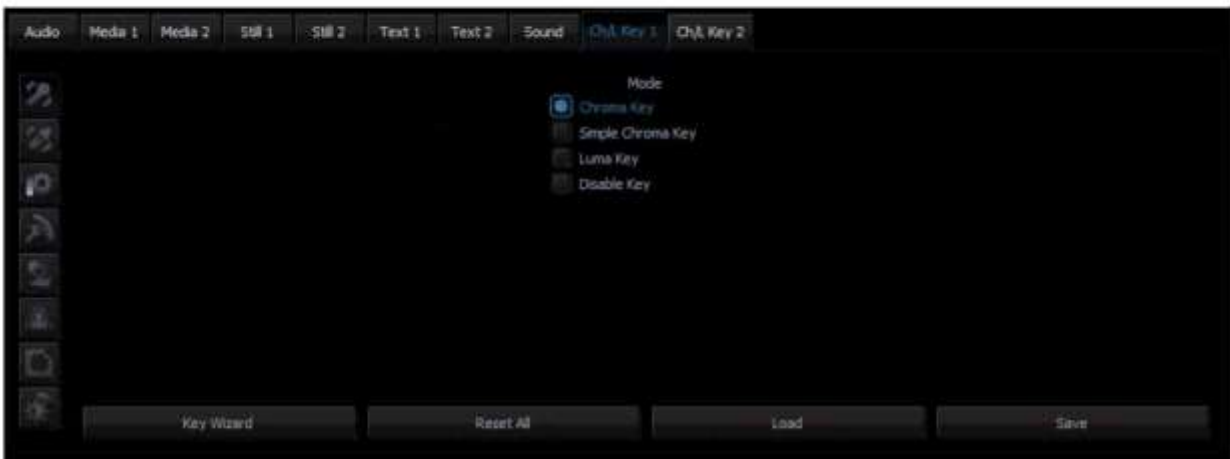 Audio Media 1 Media 2 Still 1 Still 2 Text 1 Text 2 Sound Ch/L Key 1 Ch/L Key 2
Mode
Chroma Key
Simple Chroma Key
Luma Key
Disable Key
Key Wizard Reset All Load Save